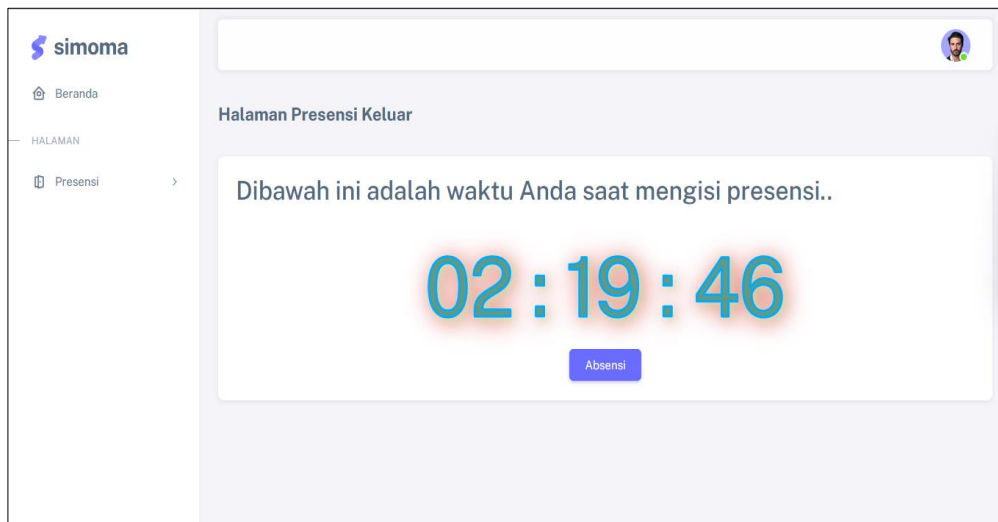 simoma
Beranda
HALAMAN
Presensi
Halaman Presensi Keluar
Dibawah ini adalah waktu Anda saat mengisi presensi..
02 : 19 : 46
Absensi